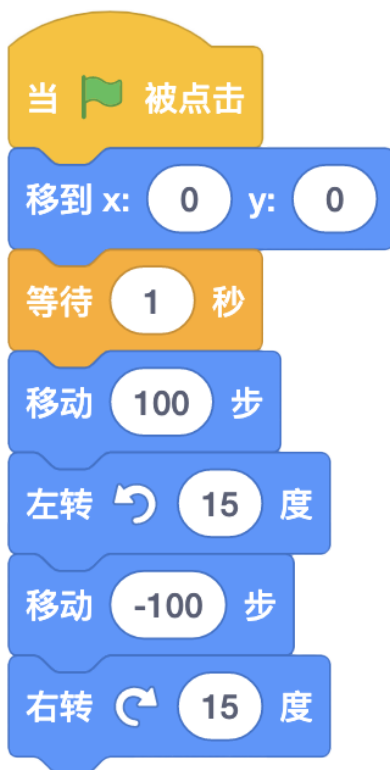 当 被点击
移到 x: 0 y: 0
等待 1 秒
移动 100 步
左转 15 度
移动 -100 步
右转 15 度